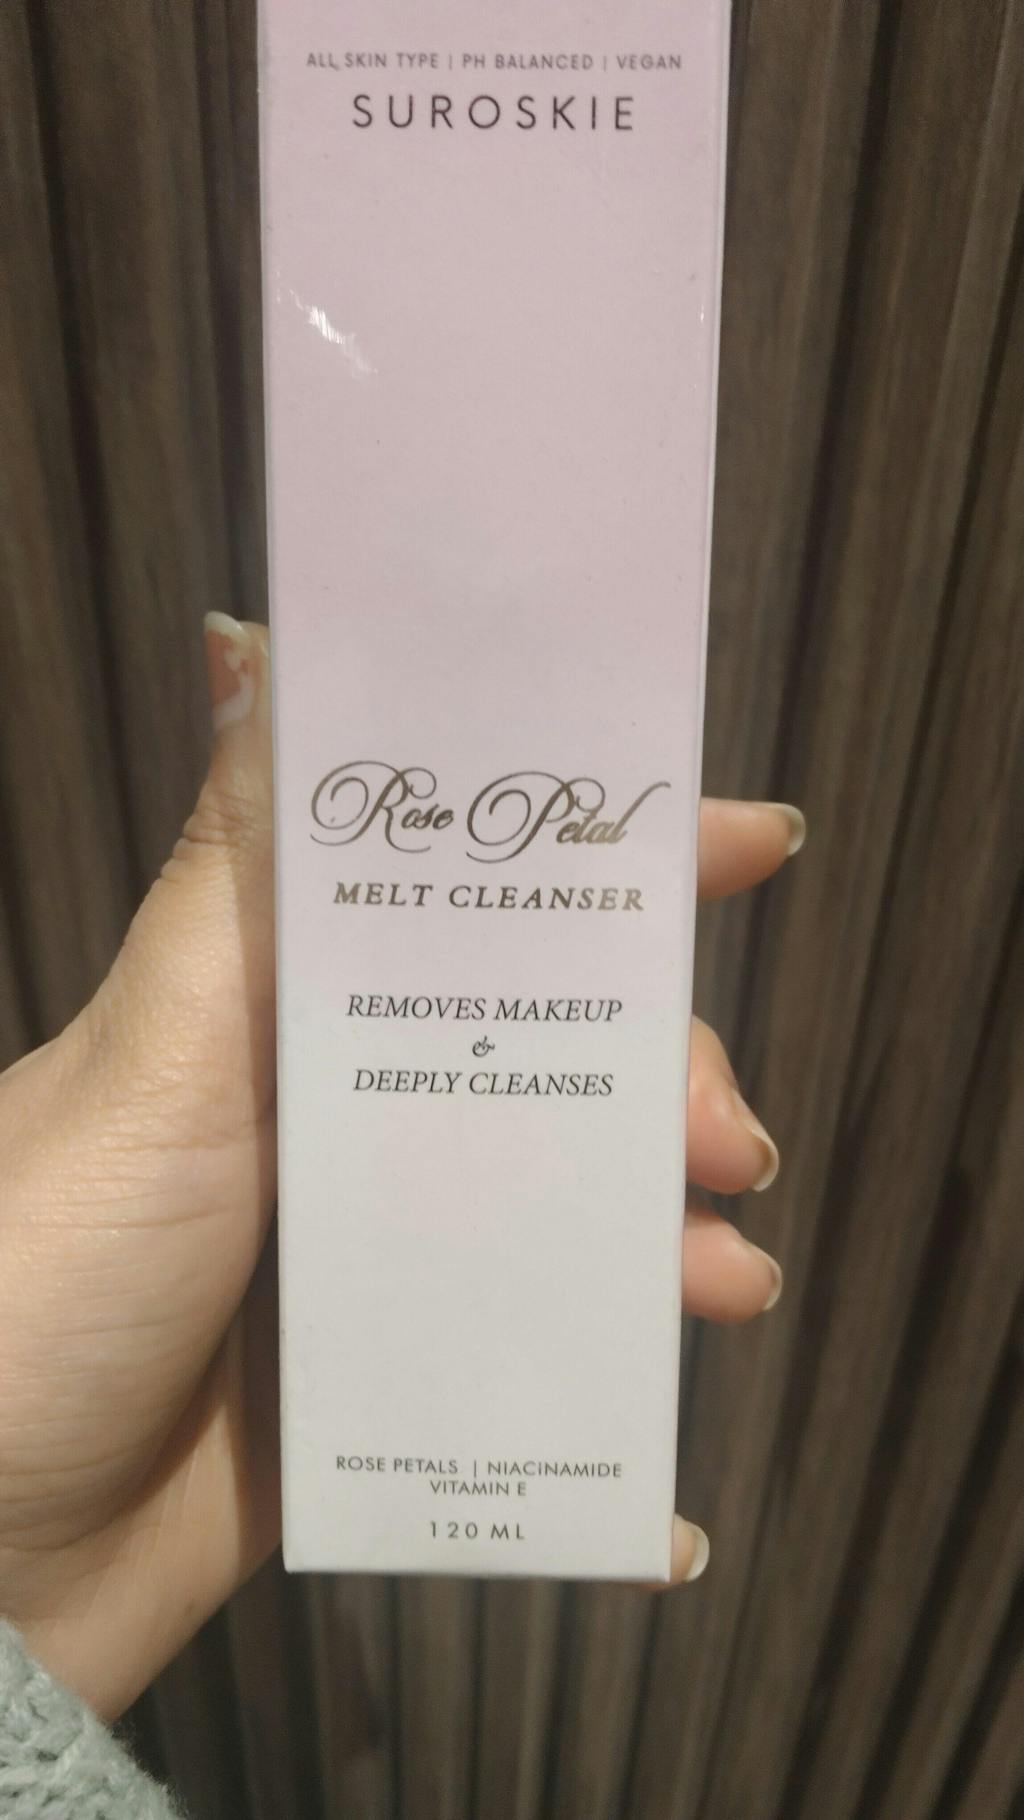 ALL SKIN TYPE | PH BALANCED | VEGAN
SUROSKIE
Rose Petal
MELT CLEANSER
REMOVES MAKEUP
&
DEEPLY CLEANSES
ROSE PETALS | NIACINAMIDE
VITAMIN E
120 ML